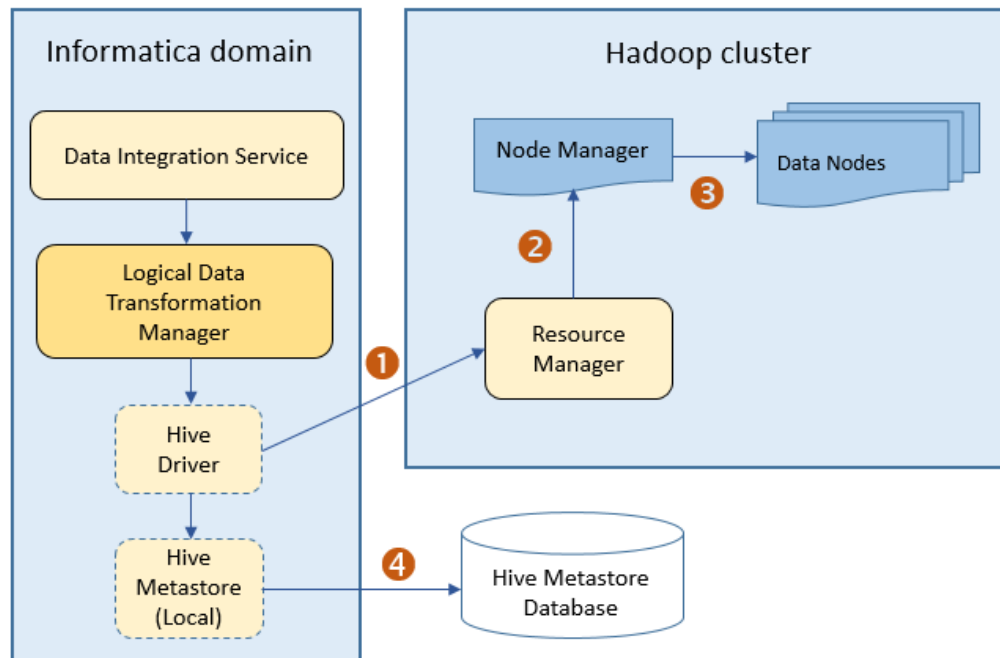 Informatica domain
Data Integration Service
Logical Data
Transformation
Manager
Hive
Driver
Hive
Metastore
(Local)
1
4
Hadoop cluster
Node Manager
Data Nodes
3
2
Resource
Manager
Hive Metastore
Database